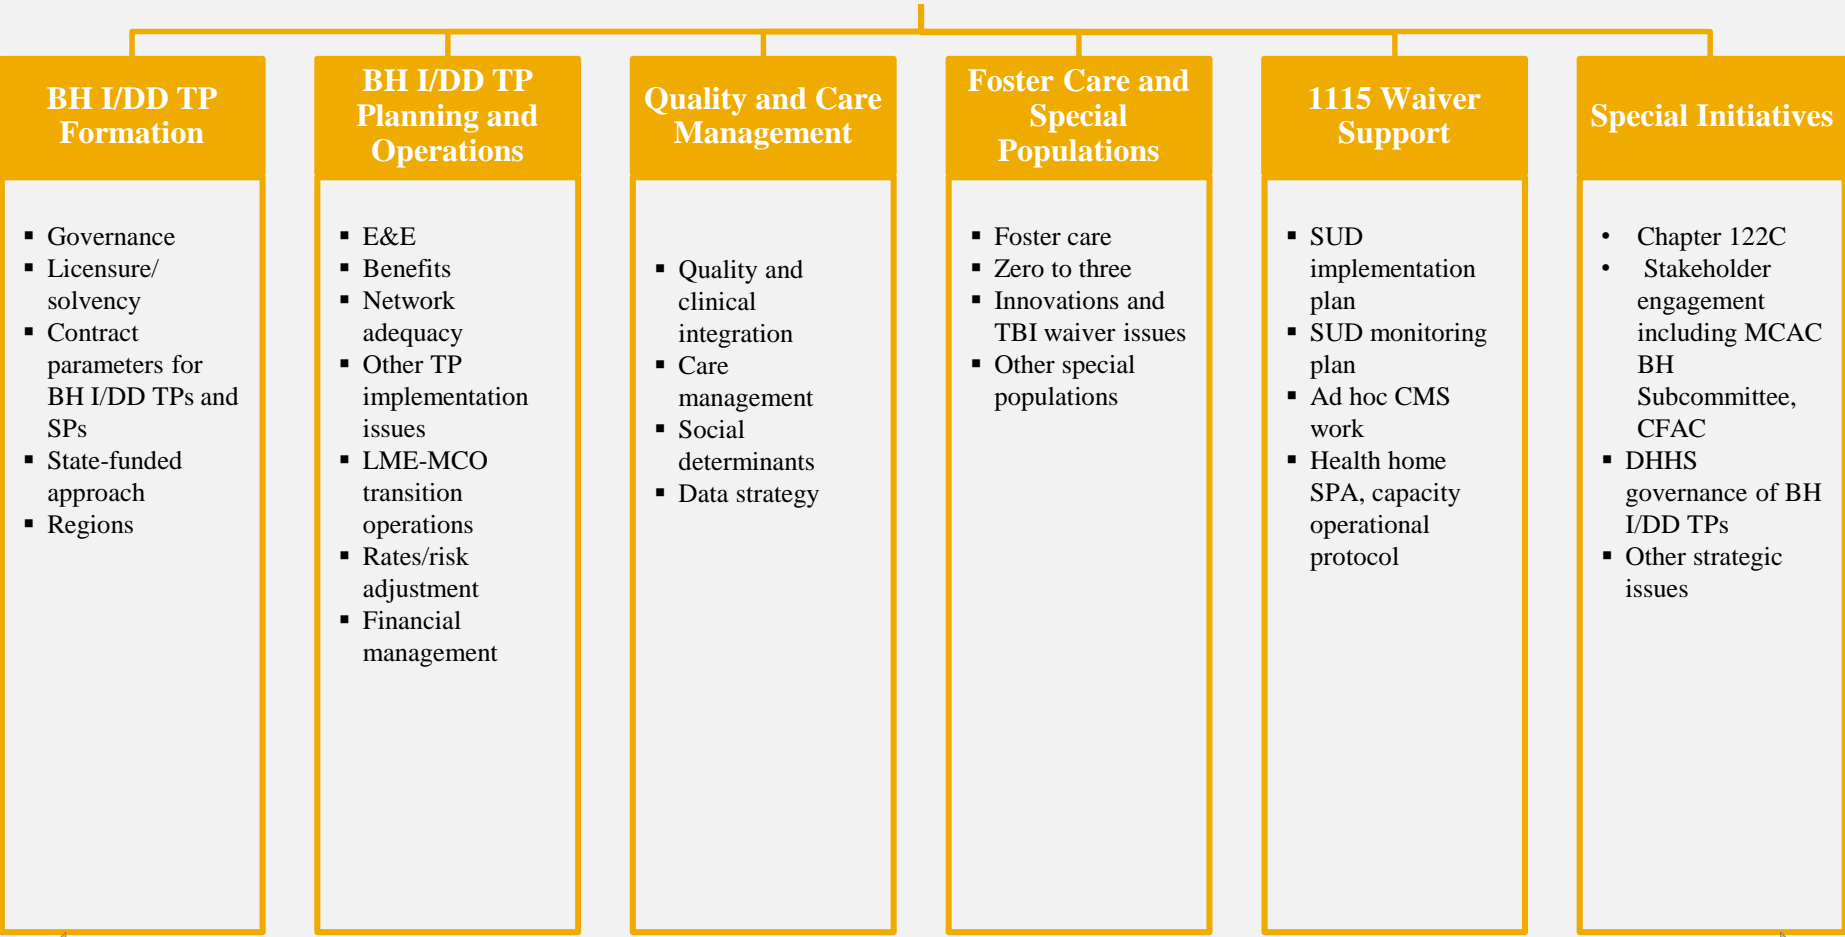 BH I/DD TP
Formation
▪ Governance
▪ Licensure/
solvency
▪ Contract
parameters for
BH I/DD TPs and
SPs
▪ State-funded
approach
▪ Regions
BH I/DD TP
Planning and
Operations
▪ E&E
▪ Benefits
▪ Network
adequacy
▪ Other TP
implementation
issues
▪ LME-MCO
transition
operations
▪ Rates/risk
adjustment
▪ Financial
management
Quality and Care
Management
▪ Quality and
clinical
integration
▪ Care
management
▪ Social
determinants
▪ Data strategy
Foster Care and
Special
Populations
▪ Foster care
▪ Zero to three
▪ Innovations and
TBI waiver issues
▪ Other special
populations
1115 Waiver
Support
▪ SUD
implementation
plan
▪ SUD monitoring
plan
▪ Ad hoc CMS
work
▪ Health home
SPA, capacity
operational
protocol
Special Initiatives
• Chapter 122C
• Stakeholder
engagement
including MCAC
BH
Subcommittee,
CFAC
▪ DHHS
governance of BH
I/DD TPs
▪ Other strategic
issues